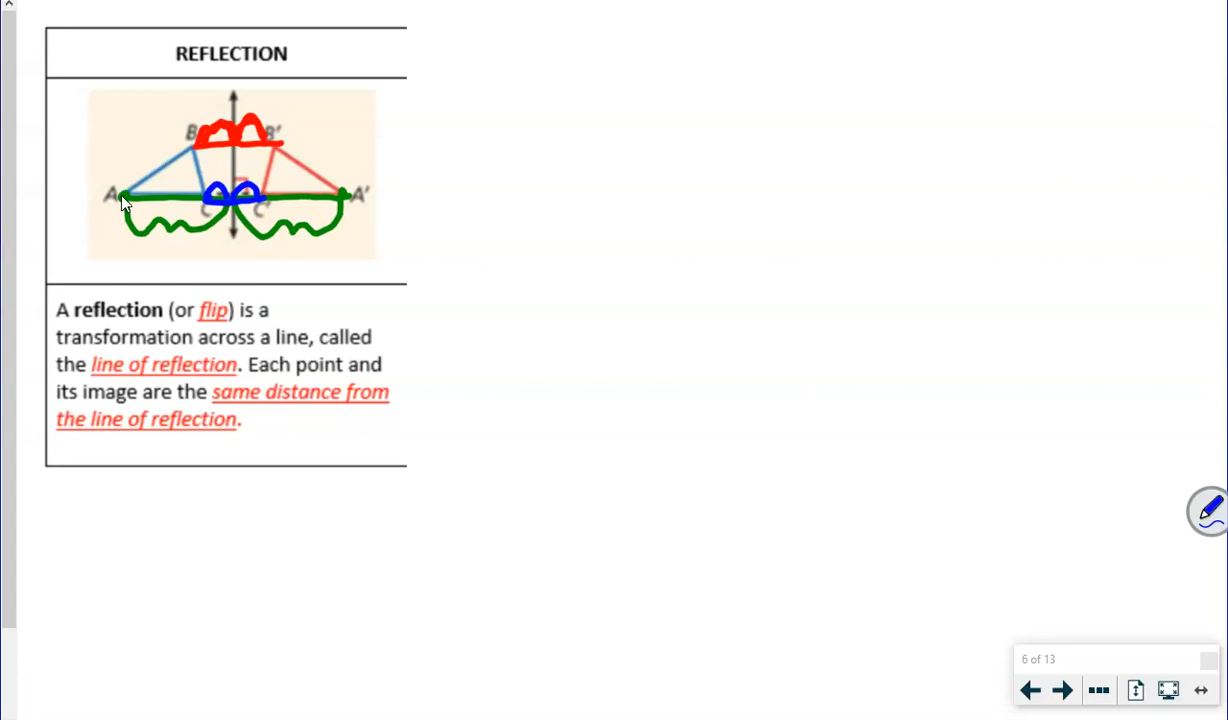 REFLECTION
B B'
A A'
C C'
A reflection (or flip) is a
transformation across a line, called
the line of reflection. Each point and
its image are the same distance from
the line of reflection.
6 of 13